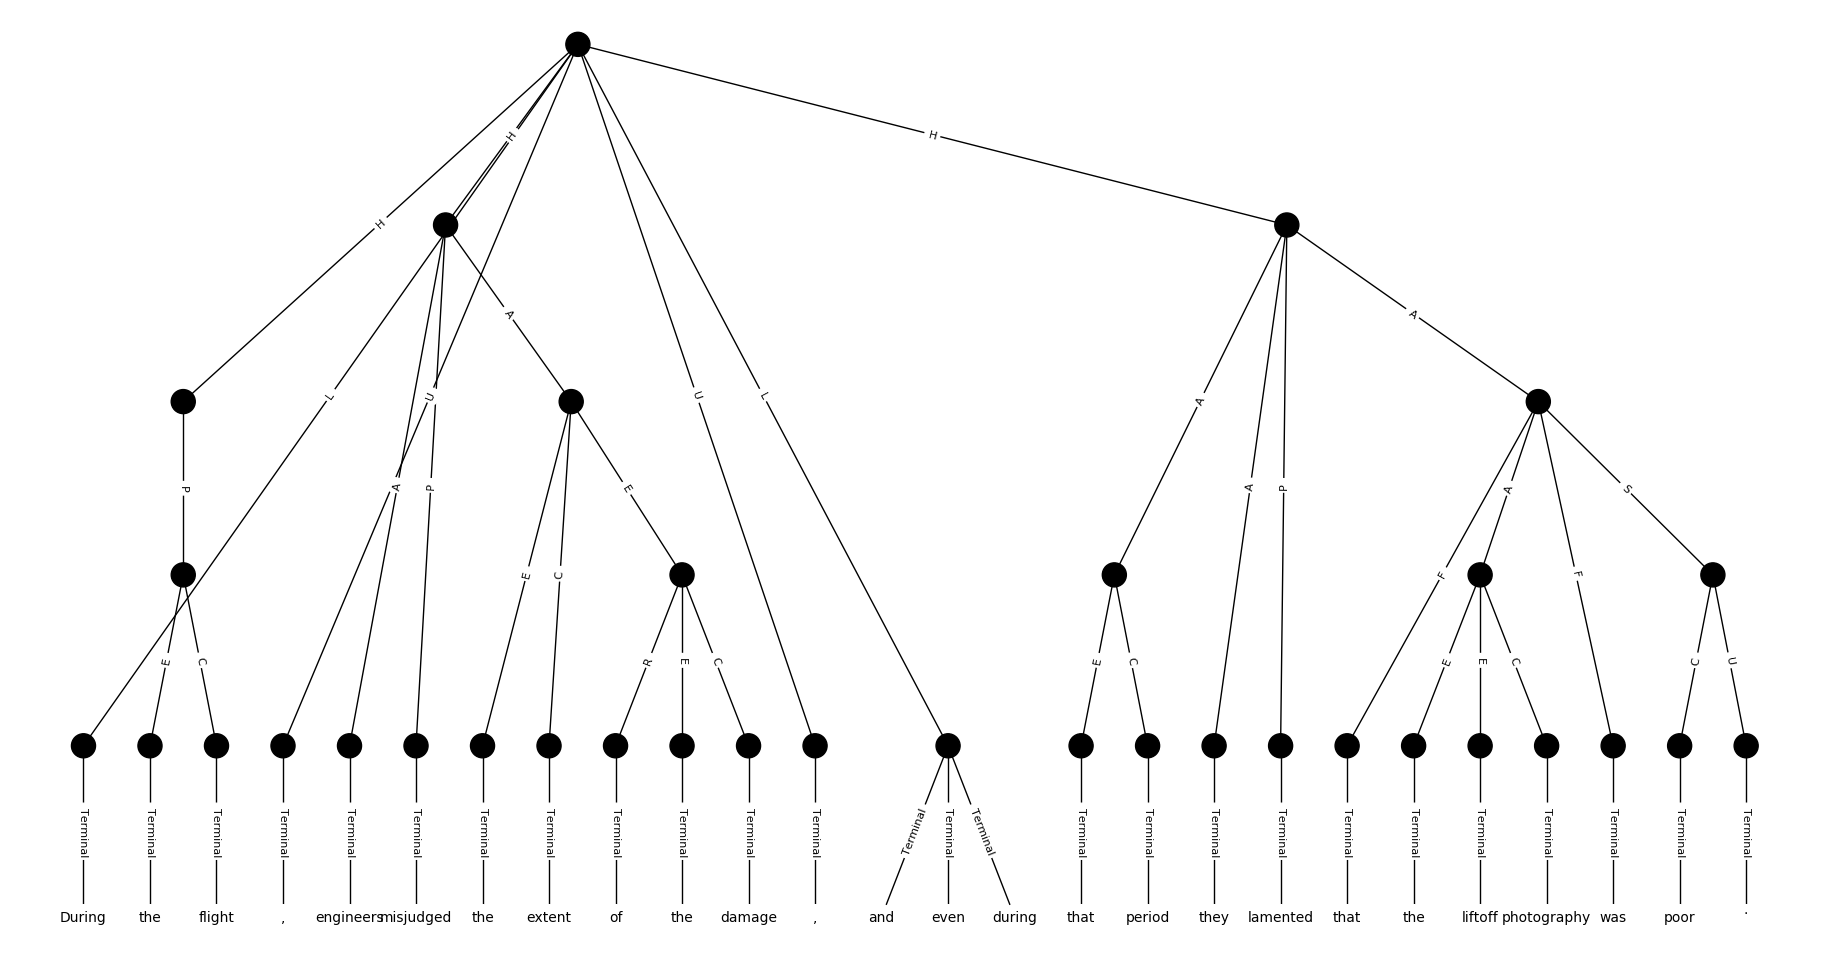 H
H
H
A
L
U
U
L
A
A
P
A
P
A
A
P
E
A
S
E
C
F
F
E
C
R
E
C
E
C
E
E
C
C
U
Terminal Terminal Terminal Terminal Terminal Terminal Terminal Terminal Terminal Terminal Terminal Terminal Terminal Terminal Terminal Terminal Terminal Terminal Terminal Terminal Terminal Terminal Terminal Terminal Terminal Terminal
During the flight , engineers misjudged the extent of the damage , and even during that period they lamented that the liftoff photography was poor .